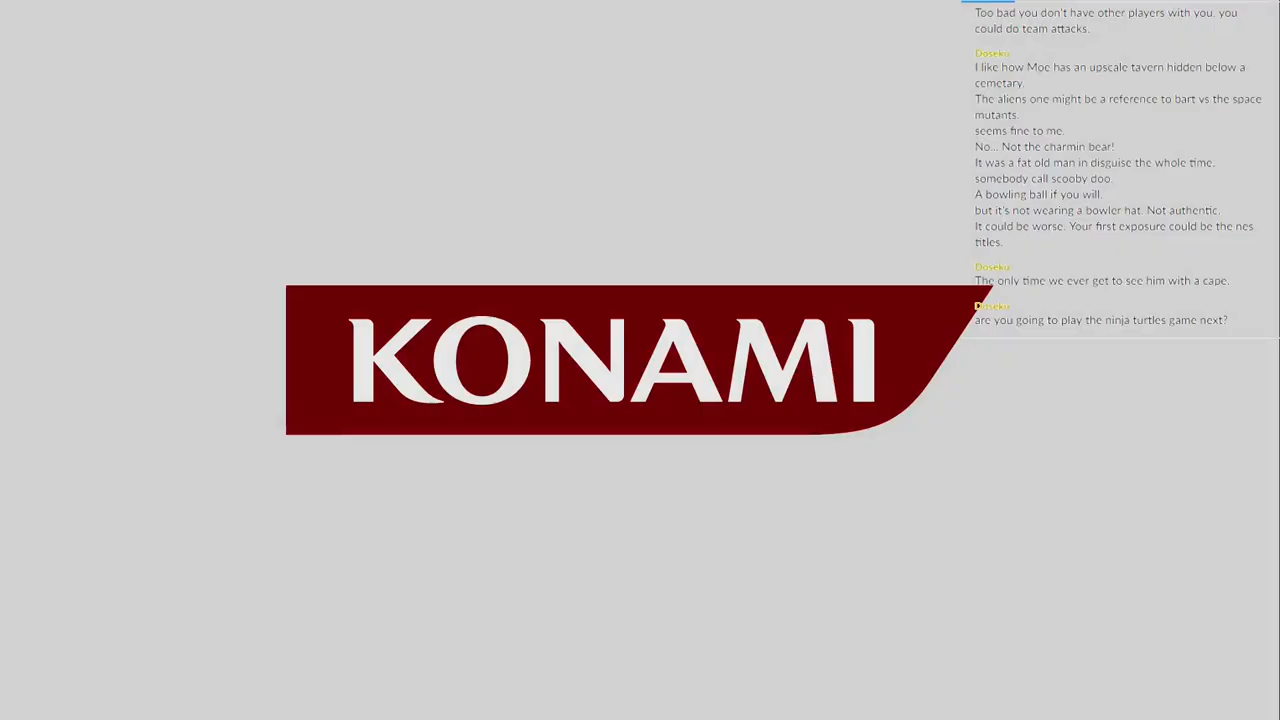 Too bad you don't have other players with you. you
could do team attacks.
Doseku
I like how Moe has an upscale tavern hidden below a
cemetary.
The aliens one might be a reference to bart vs the space
mutants.
seems fine to me.
No... Not the charmin bear!
It was a fat old man in disguise the whole time.
somebody call scooby doo.
A bowling ball if you will.
but it's not wearing a bowler hat. Not authentic.
It could be worse. Your first exposure could be the nes
titles.
Doseku
The only time we ever get to see him with a cape.
Doseku
are you going to play the ninja turtles game next?
KONAMI